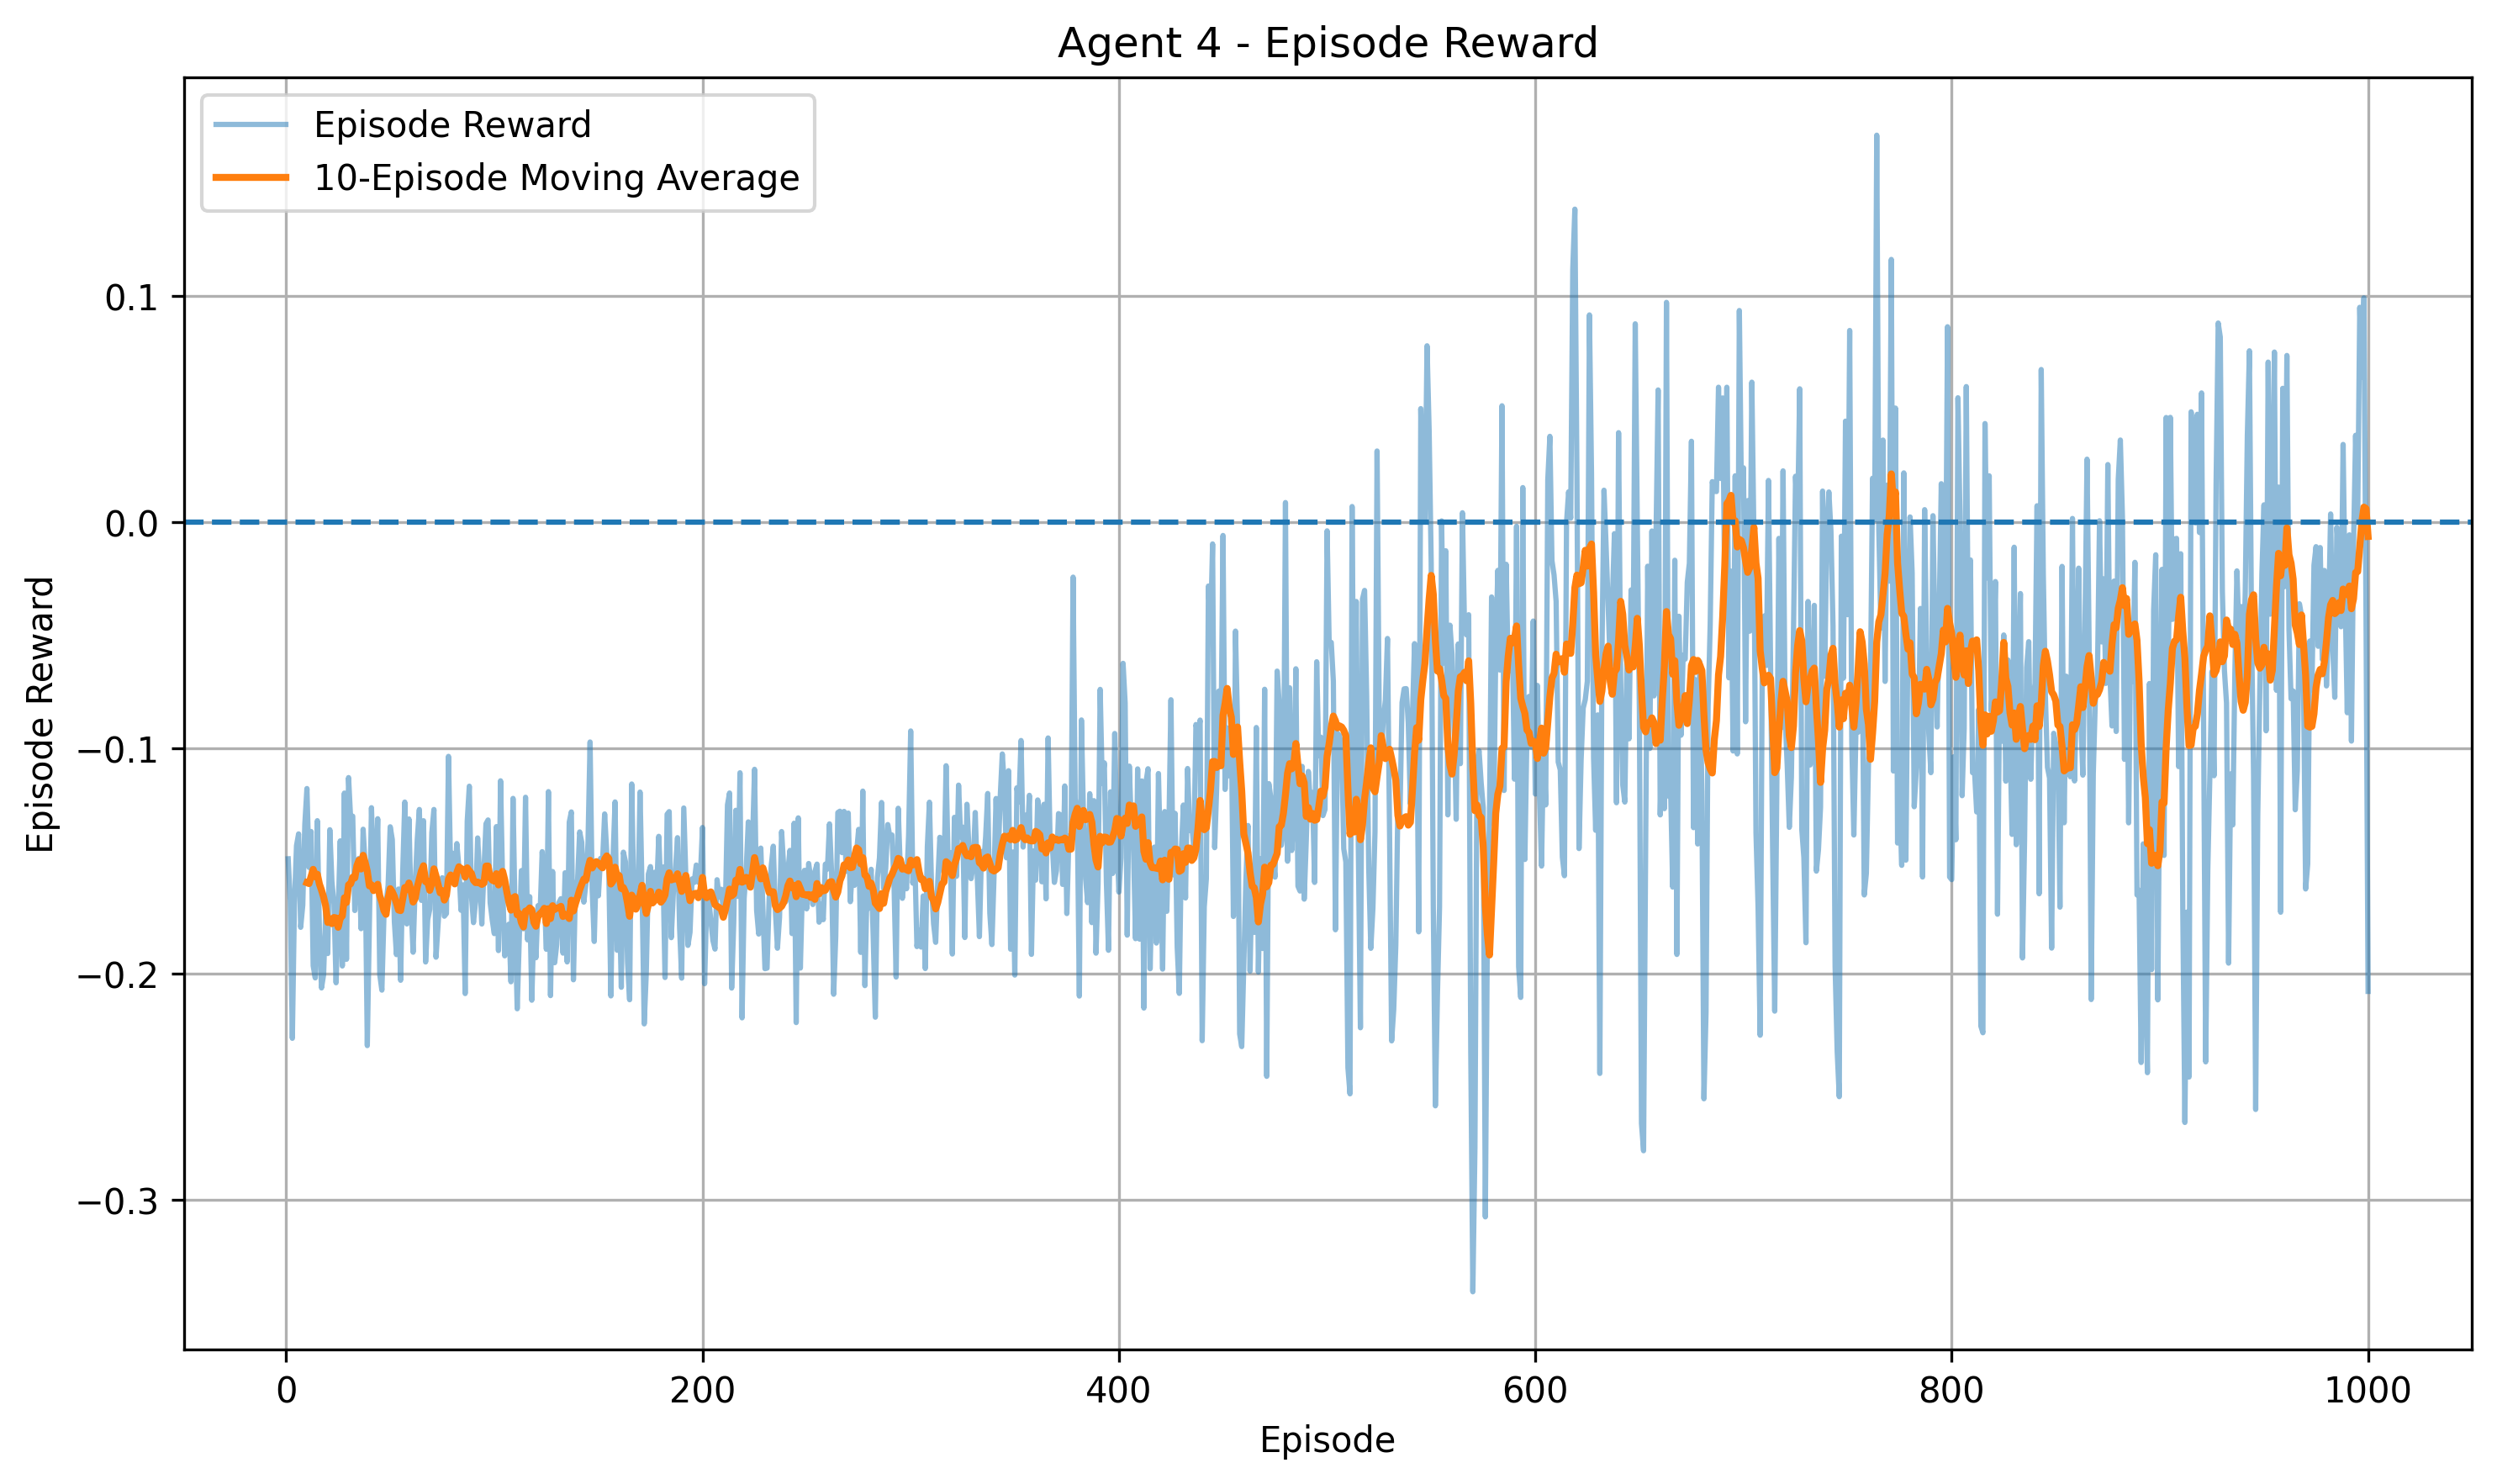 Agent 4 - Episode Reward
Episode Reward
10-Episode Moving Average
0.1
0.0
−0.1
−0.2
−0.3
Episode Reward
0 200 400 600 800 1000
Episode